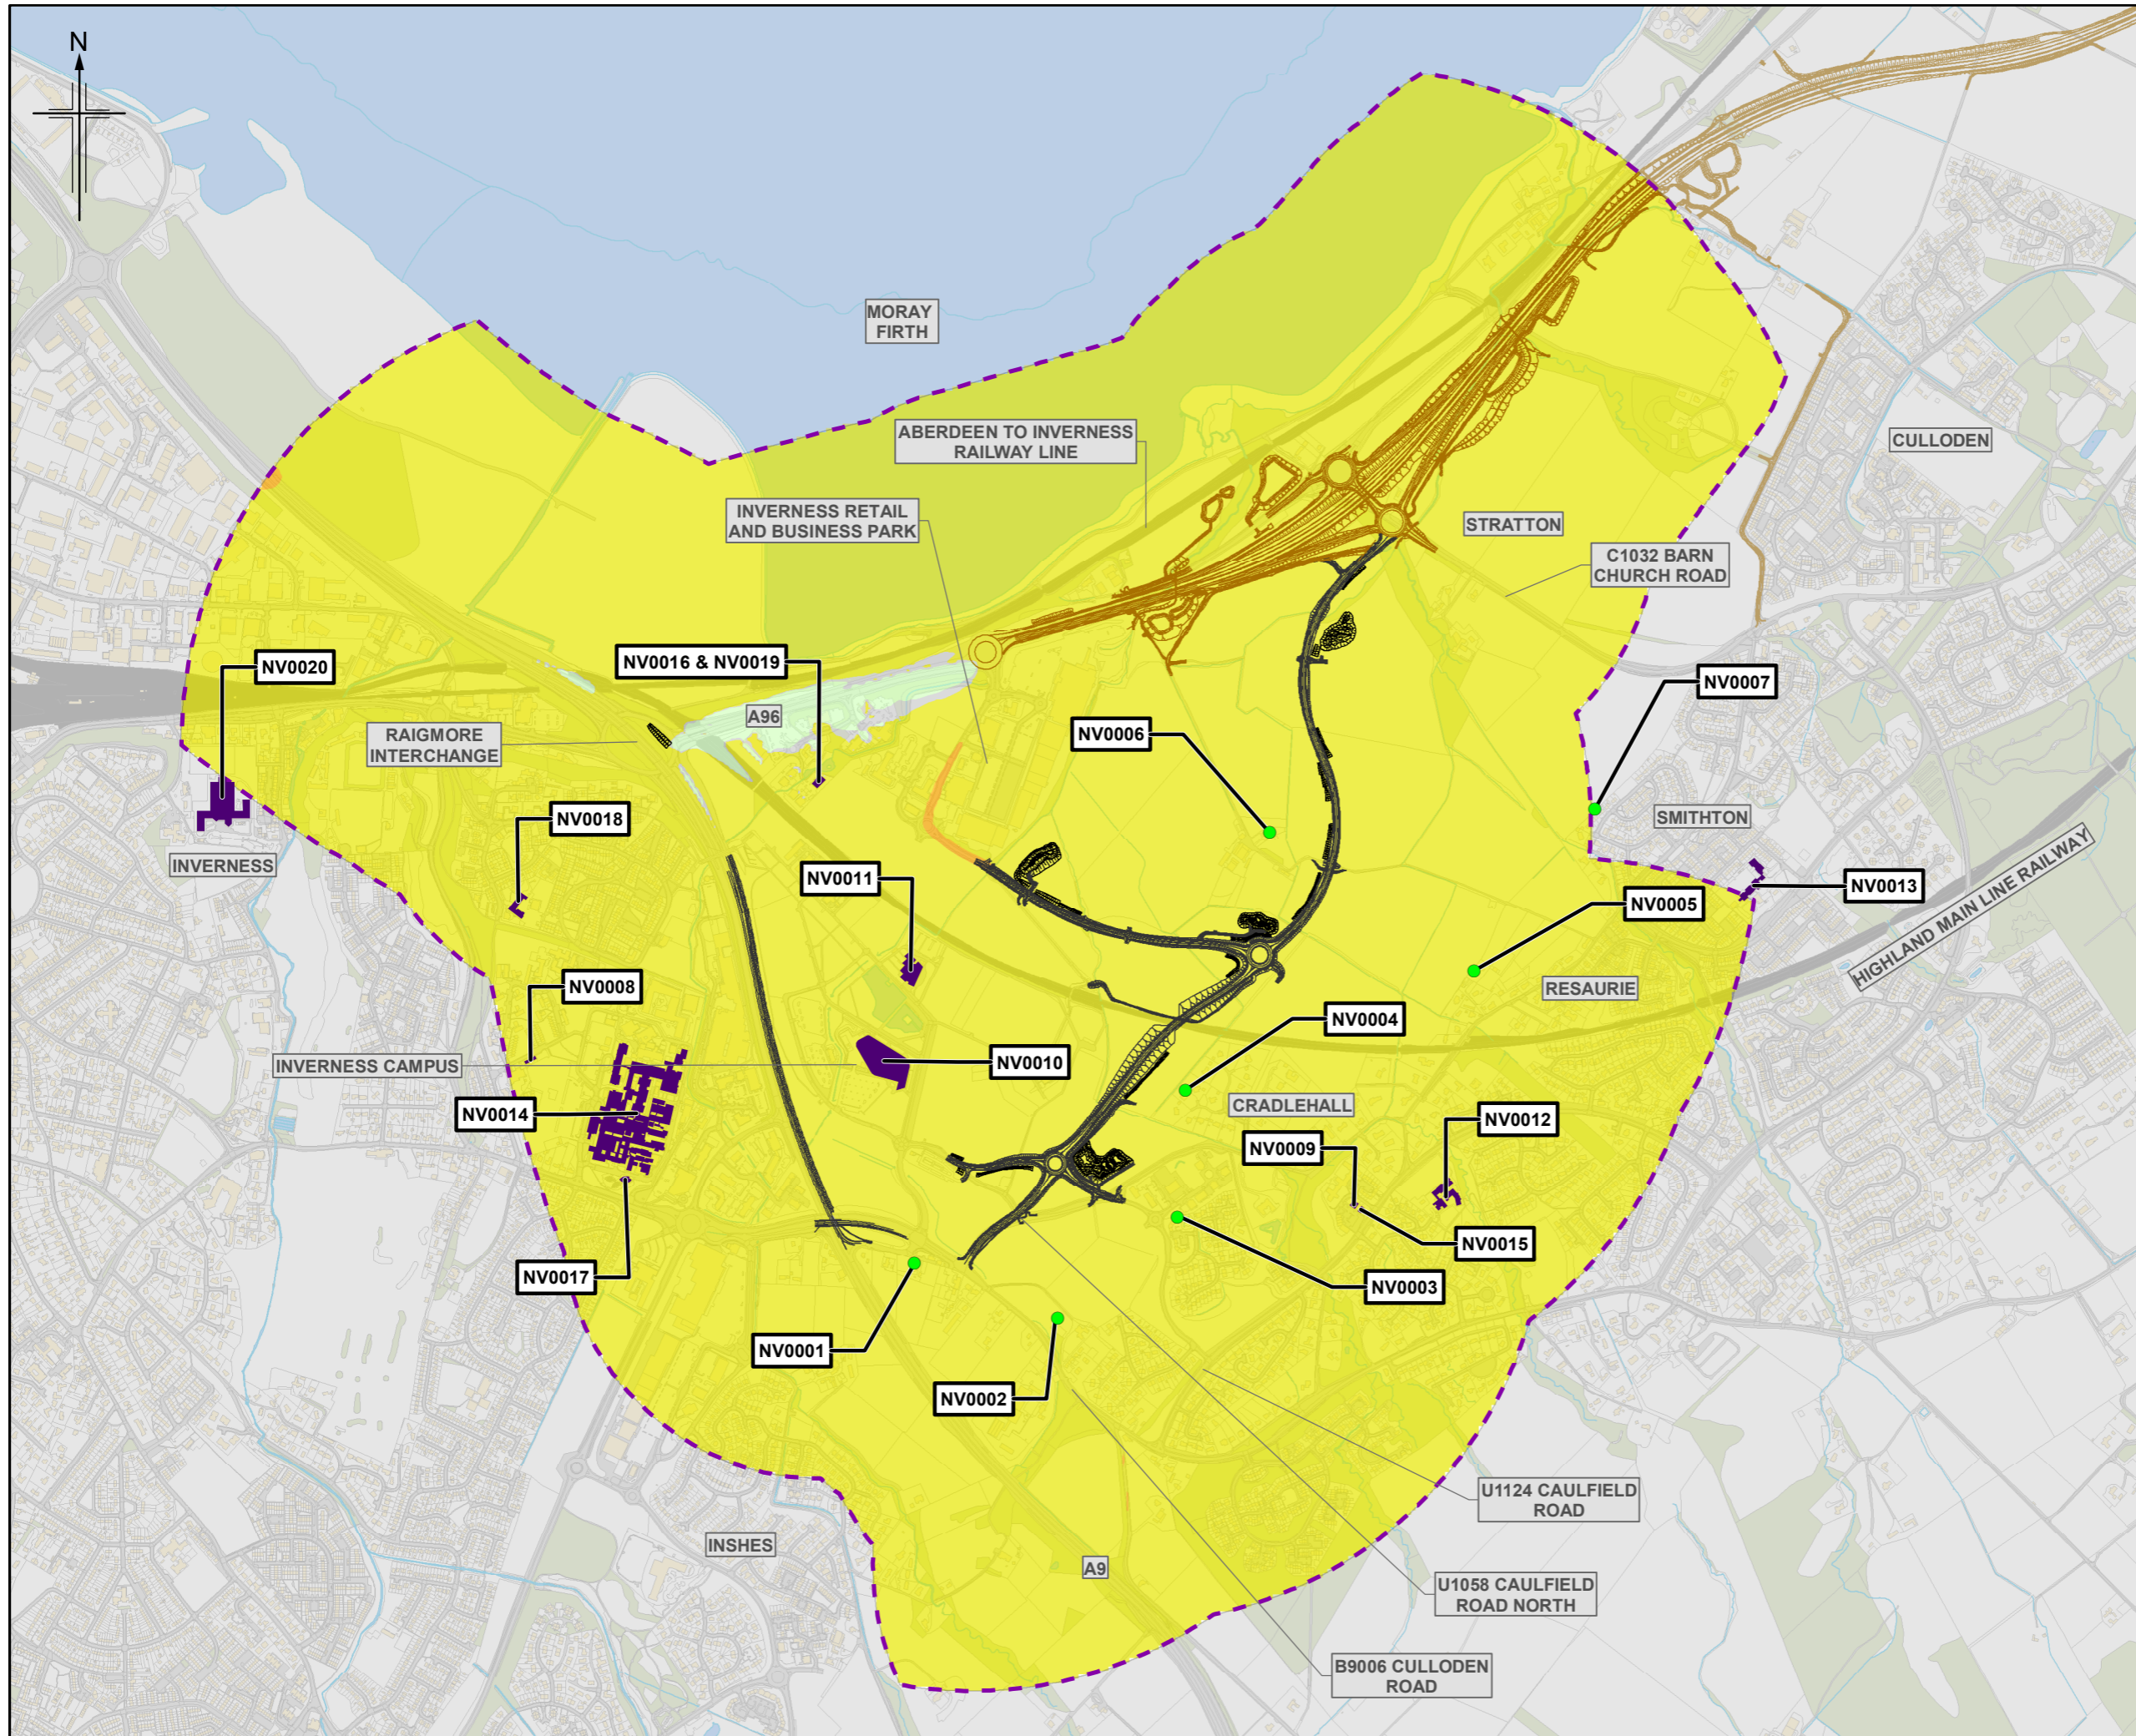 N
MORAY
FIRTH
ABERDEEN TO INVERNESS
RAILWAY LINE
CULLODEN
INVERNESS RETAIL
AND BUSINESS PARK
STRATTON
C1032 BARN
CHURCH ROAD
NV0020
NV0016 & NV0019
NV0007
A96
RAIGMORE
INTERCHANGE
NV0006
NV0018
SMITHTON
INVERNESS
NV0011
NV0013
NV0005
HIGHLAND MAIN LINE RAILWAY
NV0008
RESAURIE
NV0004
INVERNESS CAMPUS
NV0010
NV0014
CRADLEHALL
NV0012
NV0009
NV0015
NV0017
NV0003
NV0001
NV0002
U1124 CAULFIELD
ROAD
INSHES
A9
U1058 CAULFIELD
ROAD NORTH
B9006 CULLODEN
ROAD